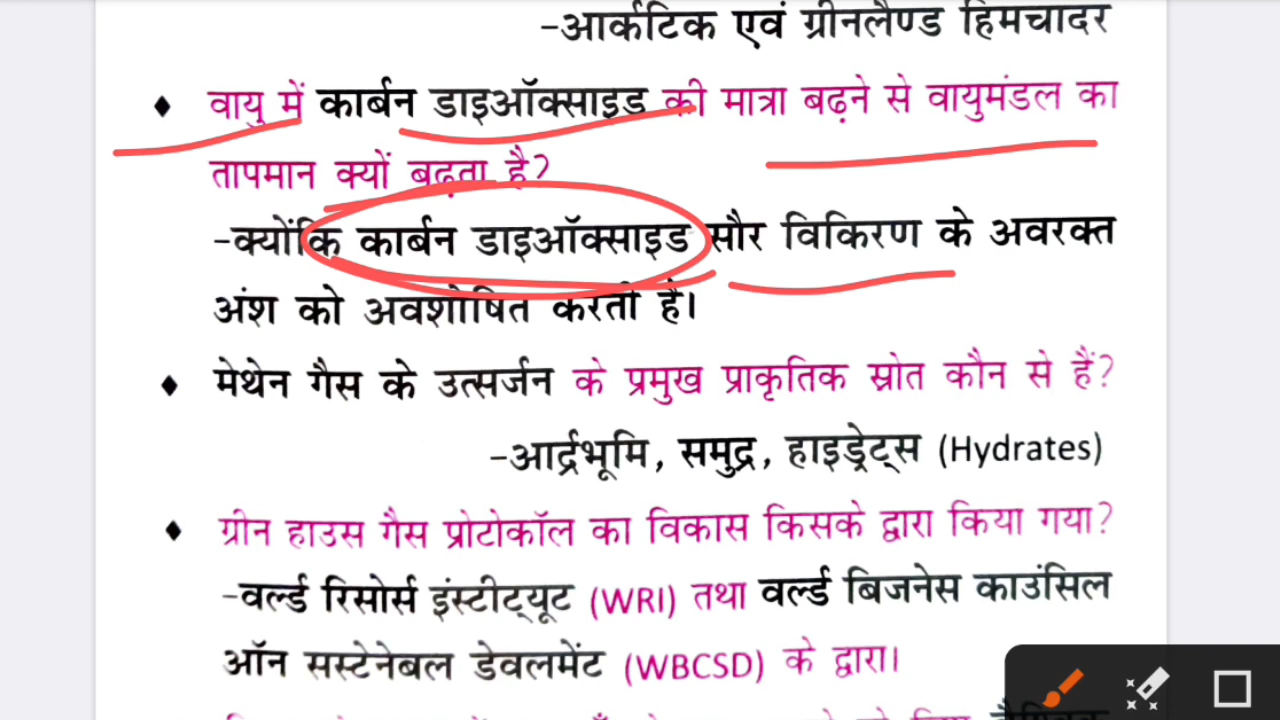 -आर्कटिक एवं ग्रीनलैण्ड हिमचादर
♦ वायु में कार्बन डाइऑक्साइड की मात्रा बढ़ने से वायुमंडल का
तापमान क्यों बढ़ता है?
-क्योंकि कार्बन डाइऑक्साइड सौर विकिरण के अवरक्त
अंश को अवशोषित करती है।
♦ मेथेन गैस के उत्सर्जन के प्रमुख प्राकृतिक स्रोत कौन से हैं?
-आर्द्रभूमि, समुद्र, हाइड्रेट्स (Hydrates)
♦ ग्रीन हाउस गैस प्रोटोकॉल का विकास किसके द्वारा किया गया?
-वर्ल्ड रिसोर्स इंस्टीट्यूट (WRI) तथा वर्ल्ड बिजनेस काउंसिल
ऑन सस्टेनेबल डेवलमेंट (WBCSD) के द्वारा।